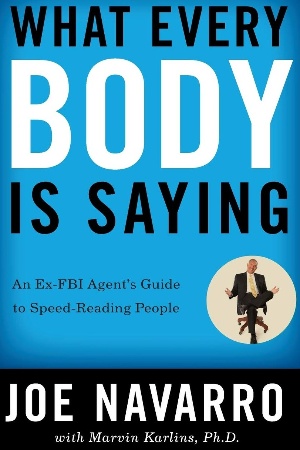 WHAT EVERY
BODY
IS SAYING
An Ex-FBI Agent's Guide
to Speed-Reading People
JOE NAVARRO
with Marvin Karlins, Ph.D.